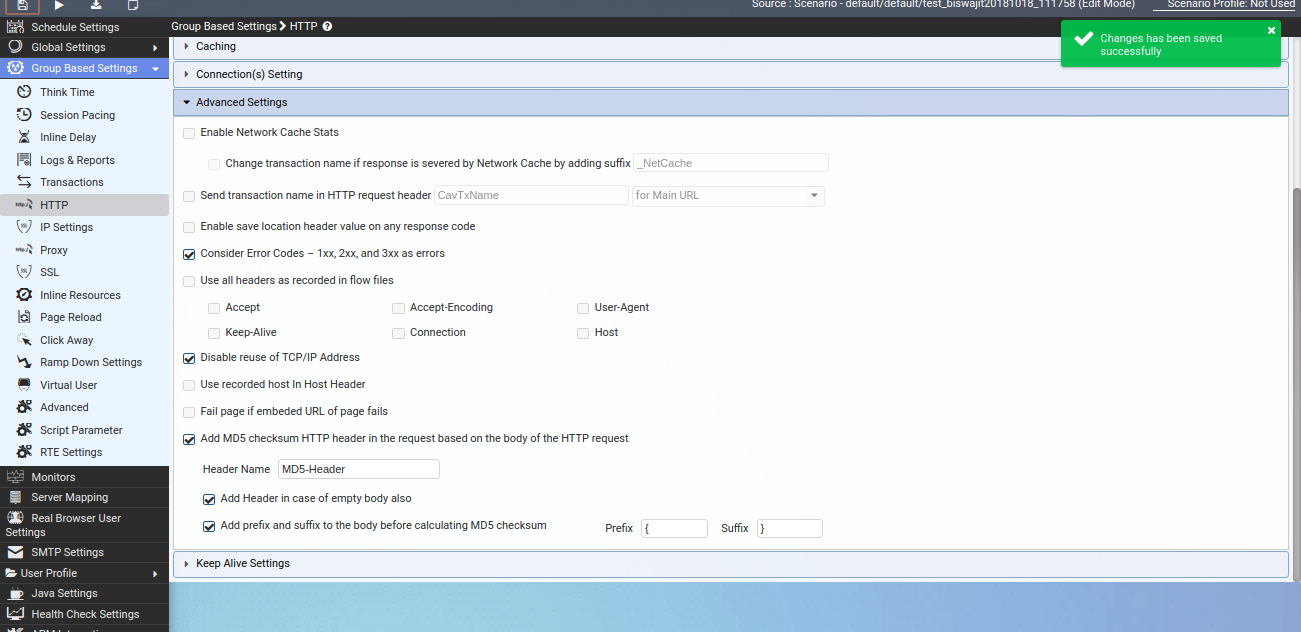 Source : Scenario - default/default/test_biswajit20181018_111758 (Edit Mode)
Scenario Profile: Not Used
Schedule Settings
Global Settings
Group Based Settings
Think Time
Session Pacing
Inline Delay
Logs & Reports
Transactions
HTTP
IP Settings
Proxy
SSL
Inline Resources
Page Reload
Click Away
Ramp Down Settings
Virtual User
Advanced
Script Parameter
RTE Settings
Monitors
Server Mapping
Real Browser User
Settings
SMTP Settings
User Profile
Java Settings
Health Check Settings
Group Based Settings > HTTP ?
Changes has been saved
successfully
Caching
Connection(s) Setting
Advanced Settings
Enable Network Cache Stats
Change transaction name if response is severed by Network Cache by adding suffix _NetCache
Send transaction name in HTTP request header CavTxName for Main URL
Enable save location header value on any response code
Consider Error Codes – 1xx, 2xx, and 3xx as errors
Use all headers as recorded in flow files
Accept Accept-Encoding User-Agent
Keep-Alive Connection Host
Disable reuse of TCP/IP Address
Use recorded host In Host Header
Fail page if embeded URL of page fails
Add MD5 checksum HTTP header in the request based on the body of the HTTP request
Header Name MD5-Header
Add Header in case of empty body also
Add prefix and suffix to the body before calculating MD5 checksum Prefix { Suffix }
Keep Alive Settings